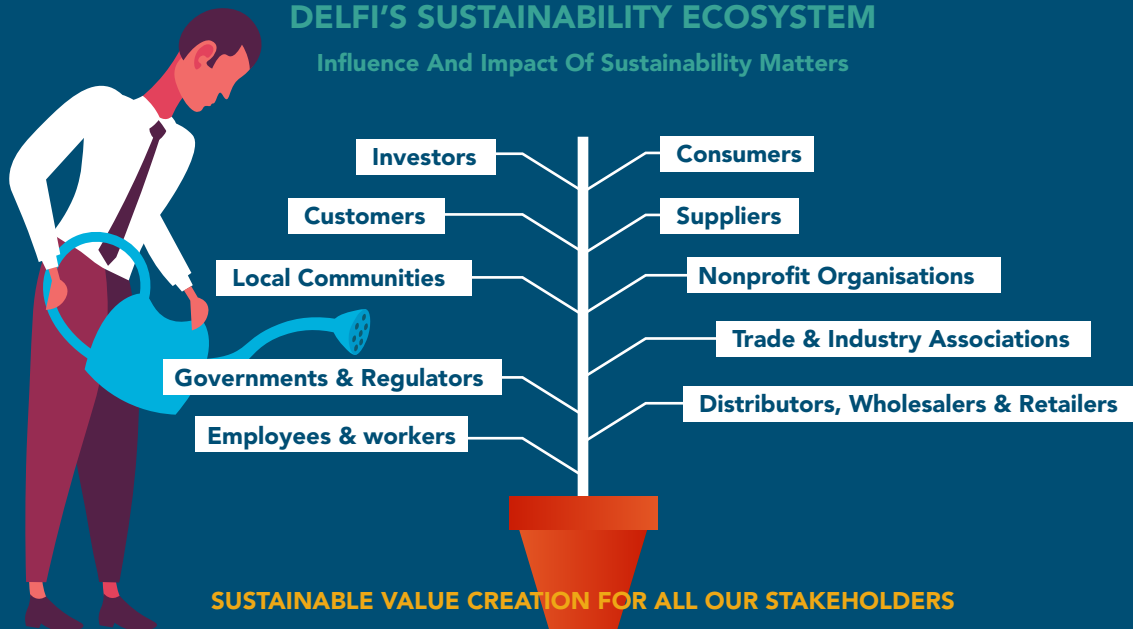 DELFI'S SUSTAINABILITY ECOSYSTEM
Influence And Impact Of Sustainability Matters
Investors
Consumers
Customers
Suppliers
Local Communities
Nonprofit Organisations
Trade & Industry Associations
Governments & Regulators
Distributors, Wholesalers & Retailers
Employees & workers
SUSTAINABLE VALUE CREATION FOR ALL OUR STAKEHOLDERS